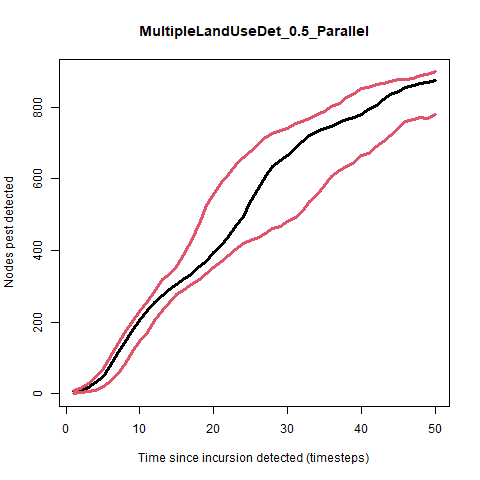 MultipleLandUseDet_0.5_Parallel
Nodes pest detected
800
600
400
200
0
0 10 20 30 40 50
Time since incursion detected (timesteps)